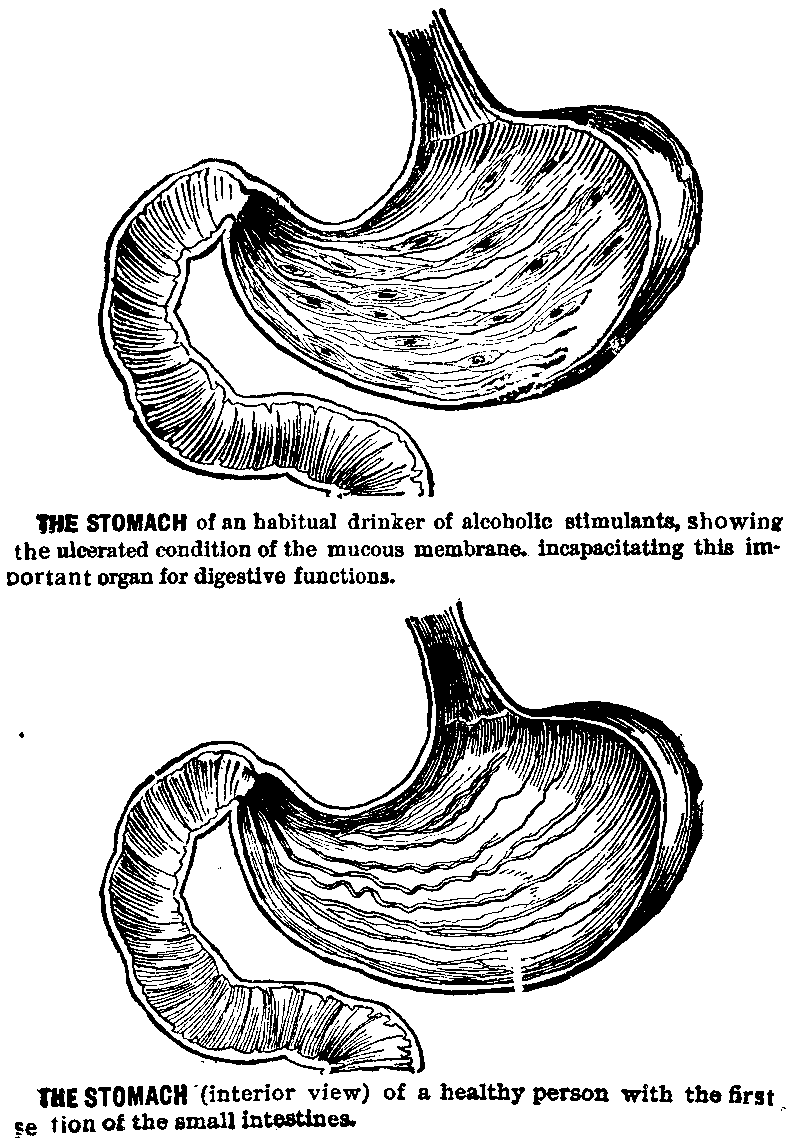 THE STOMACH of an habitual drinker of alcoholic stimulants, showing
the ulcerated condition of the mucous membrane. incapacitating this im-
portant organ for digestive functions.
THE STOMACH (interior view) of a healthy person with the first
se tion of the small intestines.